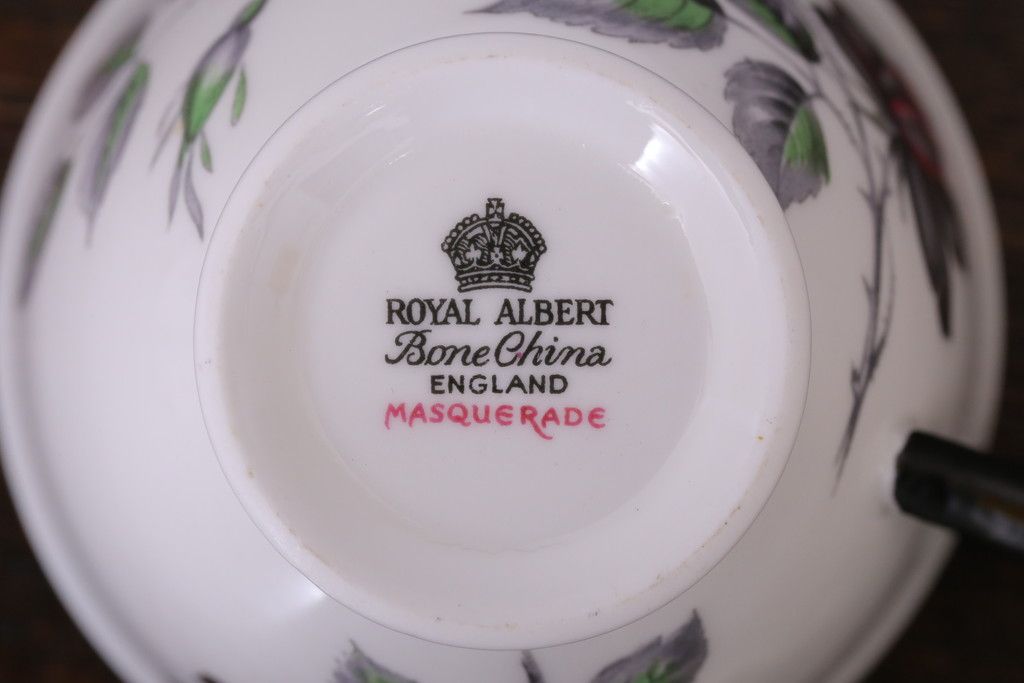 ROYAL ALBERT
Bone China
ENGLAND
MASQUERADE